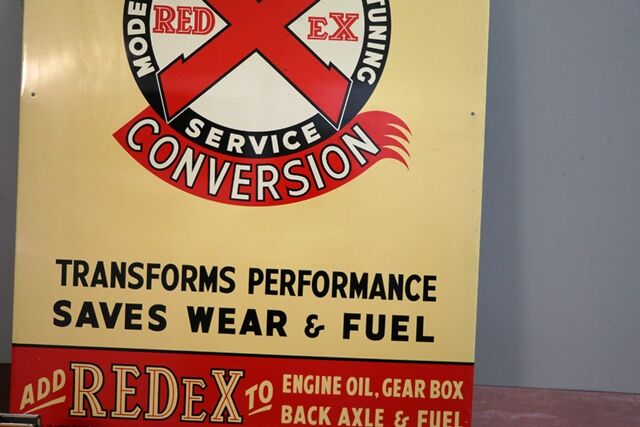 MODE
TUNING
RED EX
SERVICE
CONVERSION
TRANSFORMS PERFORMANCE
SAVES WEAR & FUEL
ADD REDEX TO ENGINE OIL, GEAR BOX
BACK AXLE & FUEL